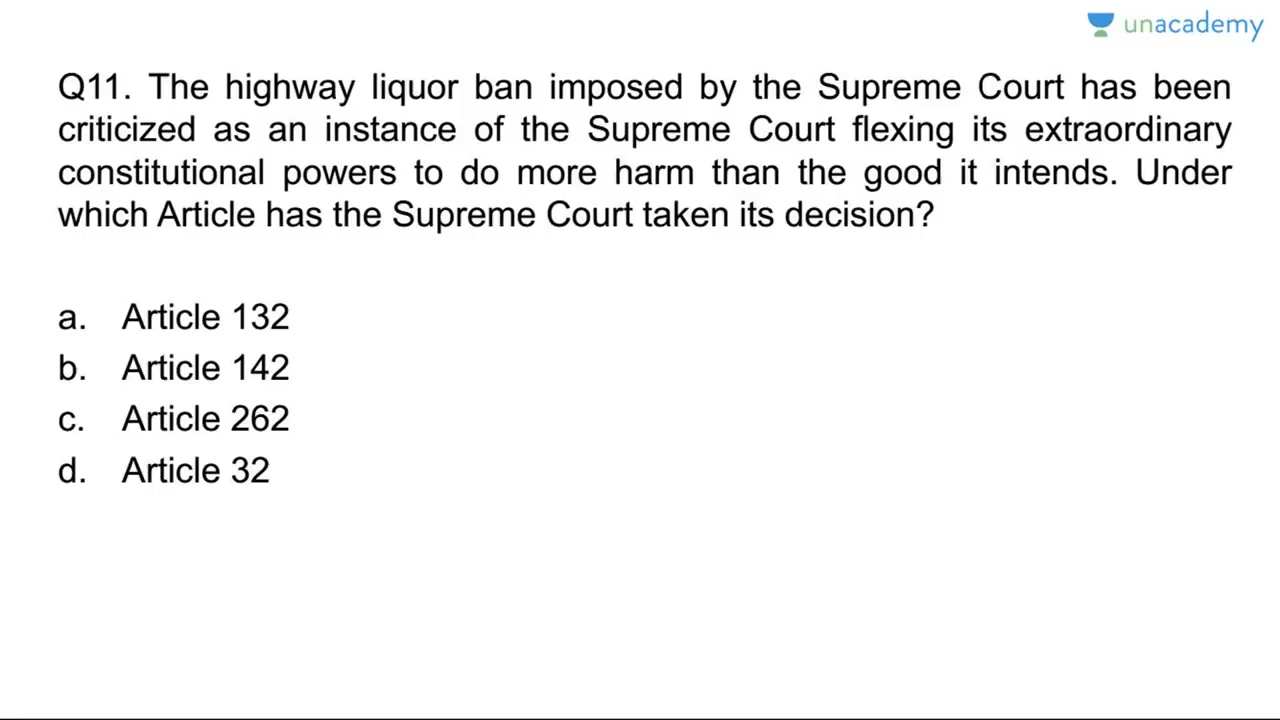 unacademy
Q11. The highway liquor ban imposed by the Supreme Court has been
criticized as an instance of the Supreme Court flexing its extraordinary
constitutional powers to do more harm than the good it intends. Under
which Article has the Supreme Court taken its decision?
a. Article 132
b. Article 142
c. Article 262
d. Article 32